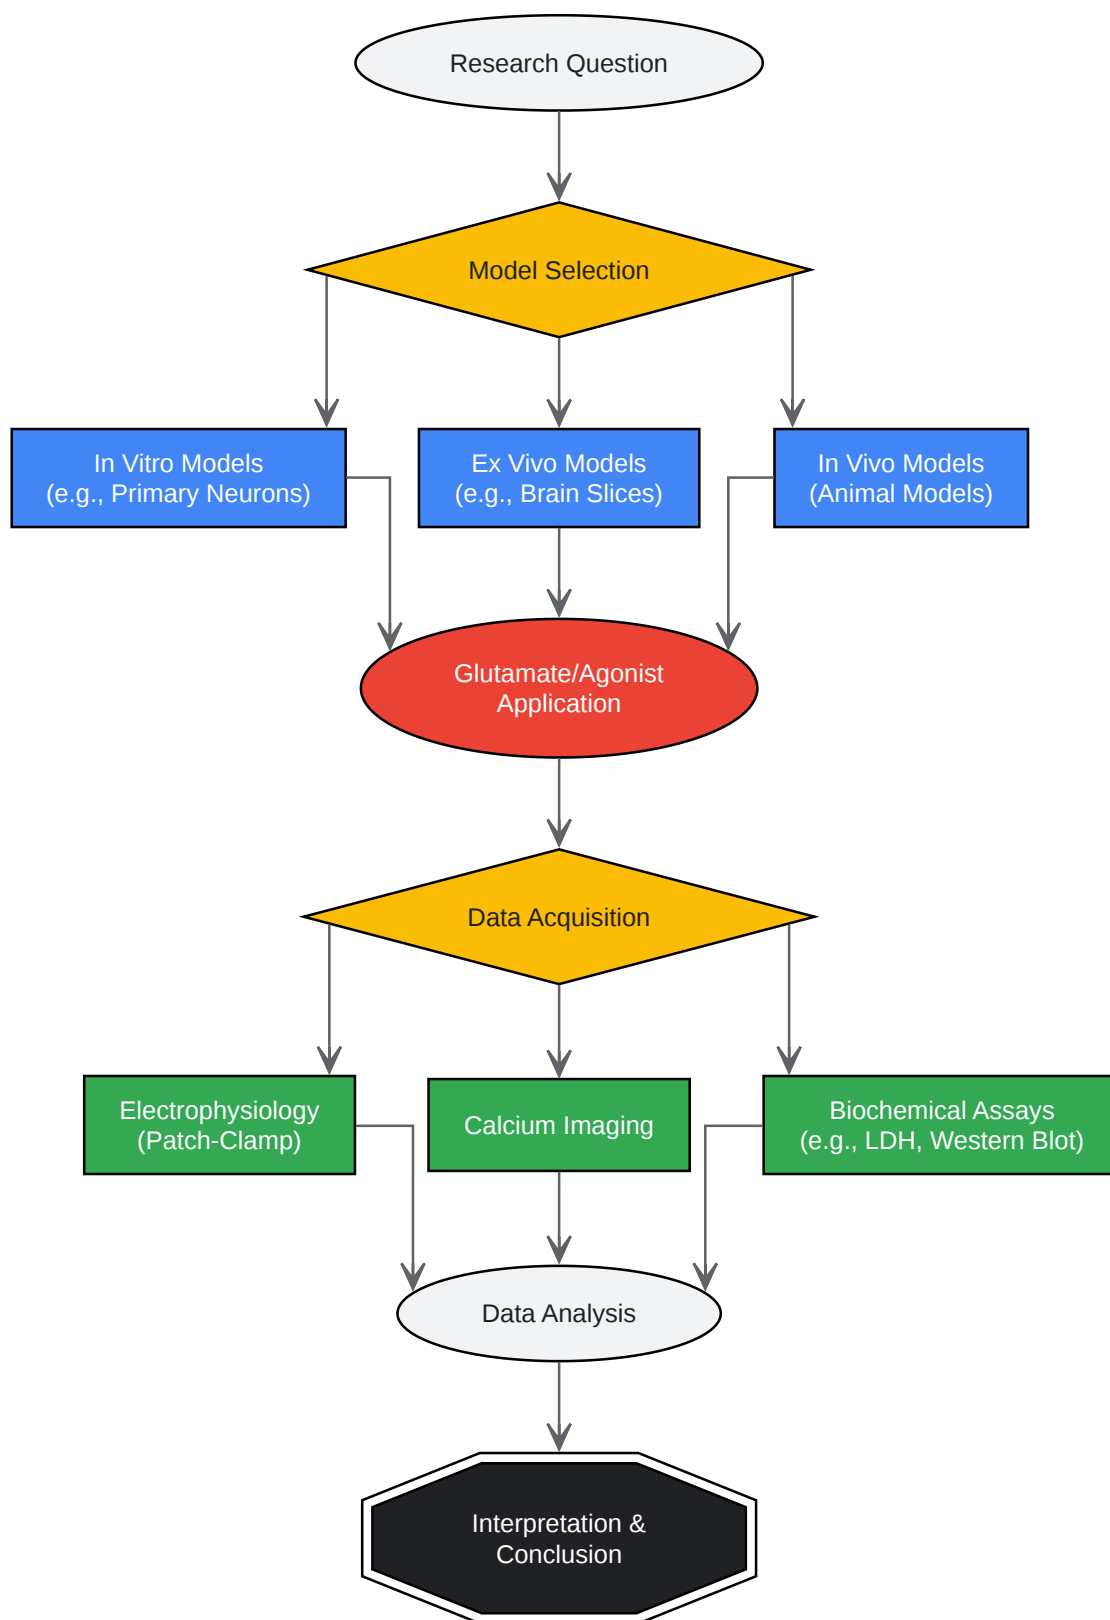 Research Question
Model Selection
In Vitro Models
(e.g., Primary Neurons)
Ex Vivo Models
(e.g., Brain Slices)
In Vivo Models
(Animal Models)
Glutamate/Agonist
Application
Data Acquisition
Electrophysiology
(Patch-Clamp)
Calcium Imaging
Biochemical Assays
(e.g., LDH, Western Blot)
Data Analysis
Interpretation &
Conclusion